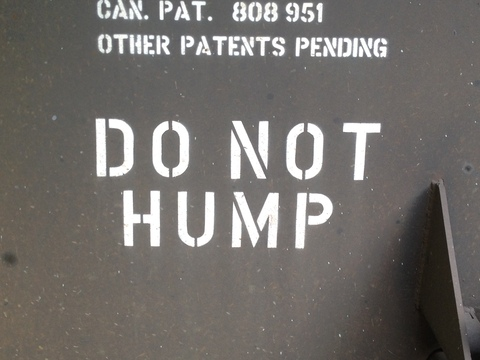 CAN. PAT. 808 951
OTHER PATENTS PENDING
DO NOT
HUMP